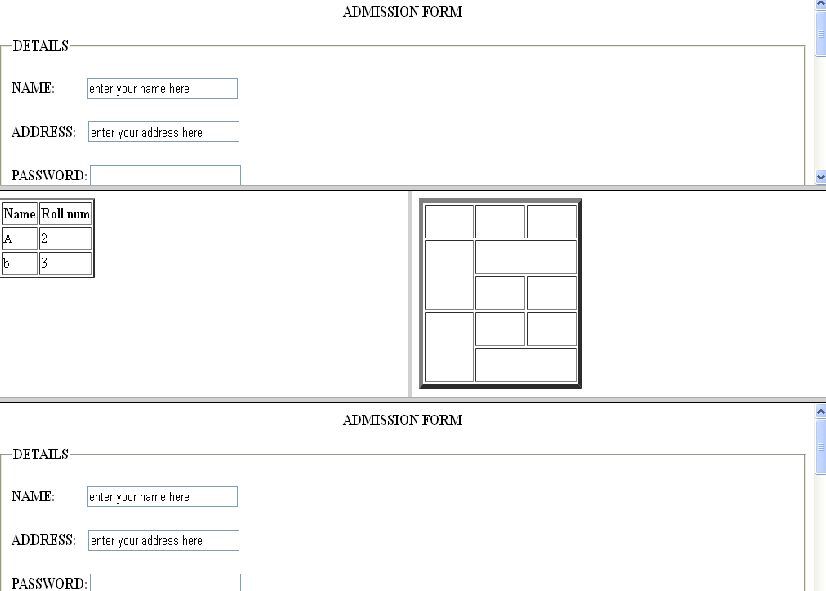 ADMISSION FORM
DETAILS
NAME: enter your name here
ADDRESS: enter your address here
PASSWORD:
Name Roll num
A 2
b 3
ADMISSION FORM
DETAILS
NAME: enter your name here
ADDRESS: enter your address here
PASSWORD: